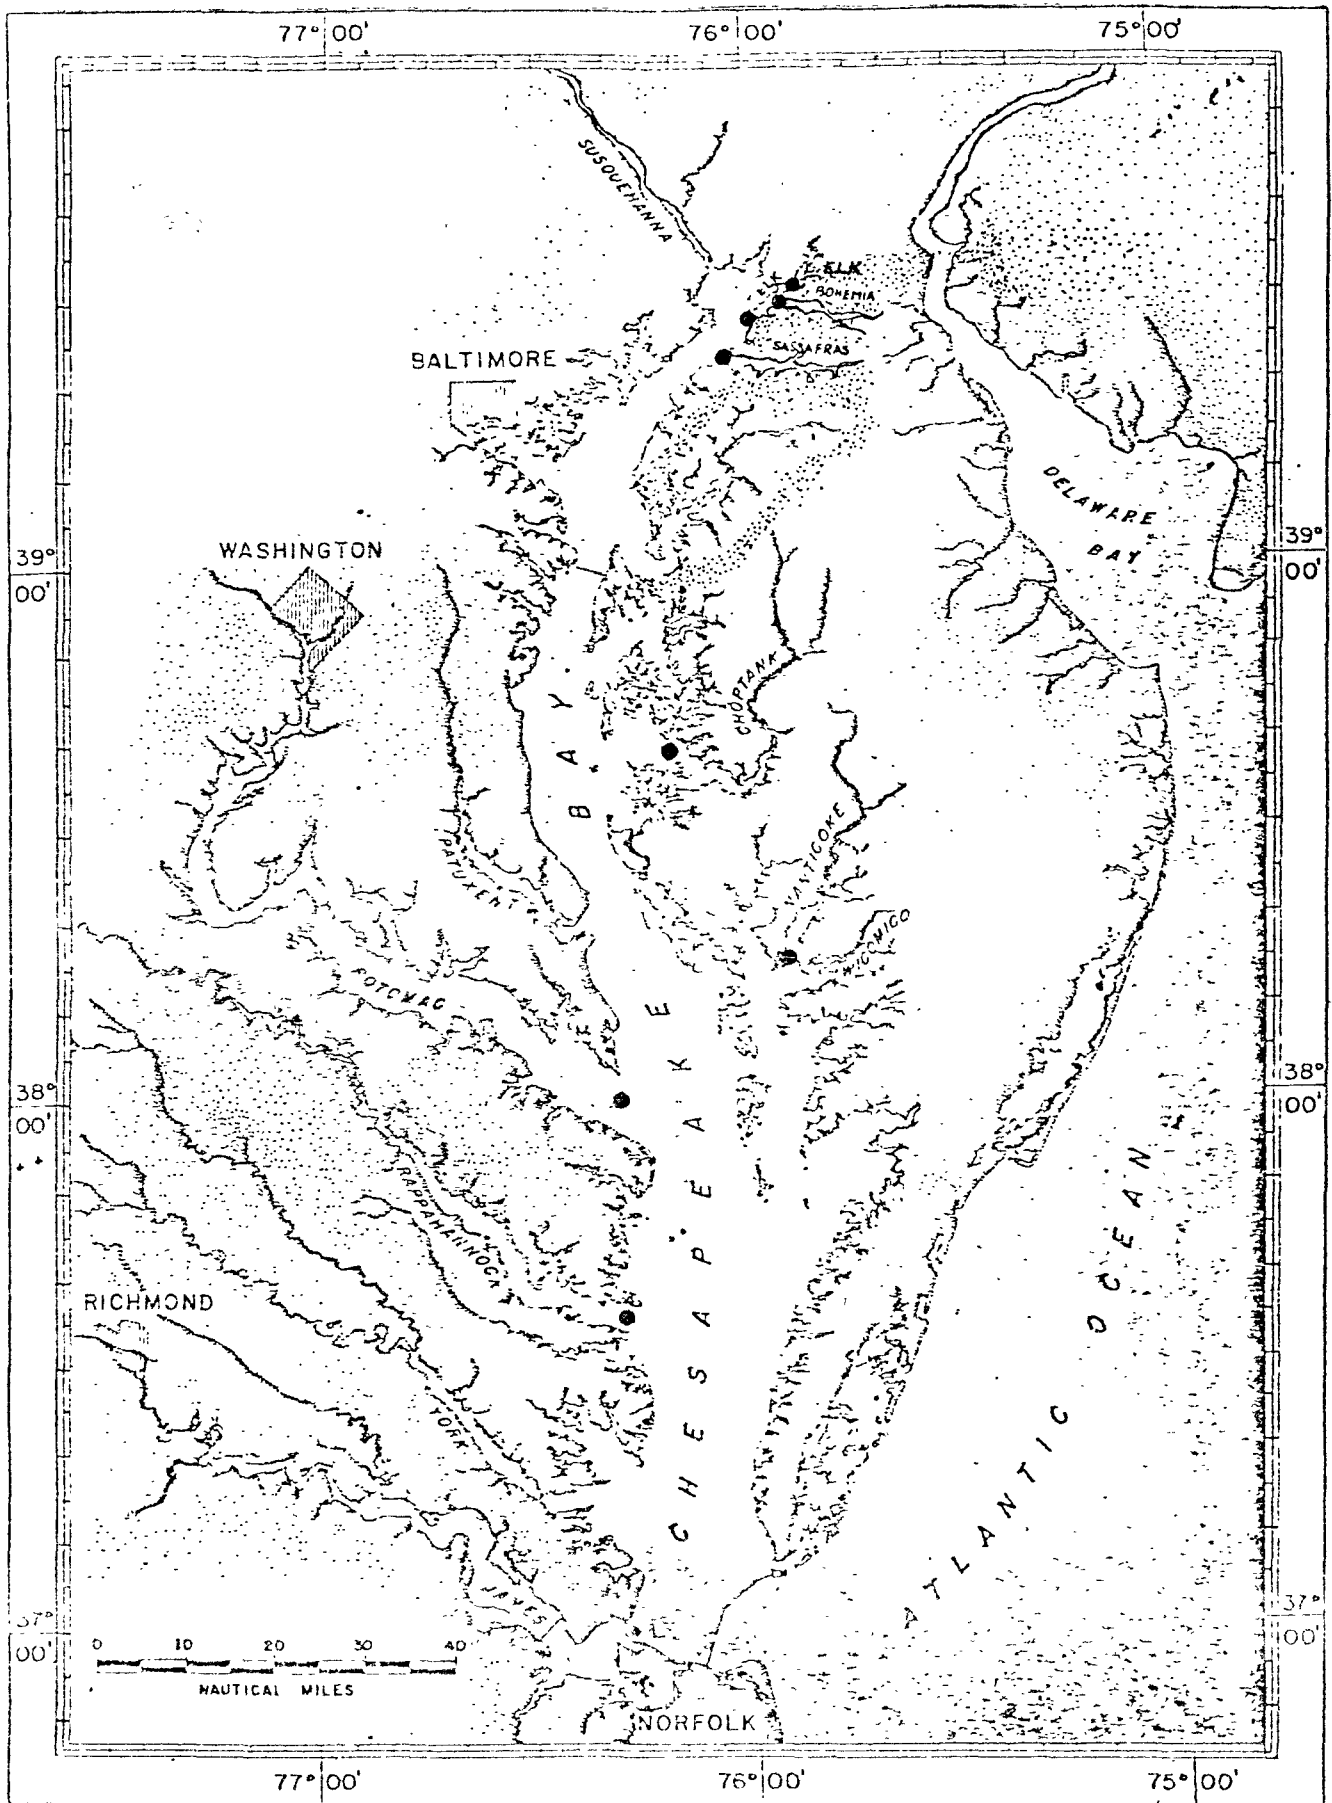 77°00' 76°00' 75°00'
SUSQUEHANNA
ELK
BOHEMIA
SASSAFRAS
BALTIMORE
DELAWARE
BAY
WASHINGTON
39°
00'
39°
00'
CHOPTANK
NANTICOKE
PATUXENT
WICOMICO
POTOMAC
CHESAPEAKE BAY
38°
00'
38°
00'
RAPPAHANNOCK
RICHMOND
YORK
ATLANTIC OCEAN
JAMES
37°
00'
37°
00'
0 10 20 30 40
NAUTICAL MILES
NORFOLK
77°00' 76°00' 75°00'